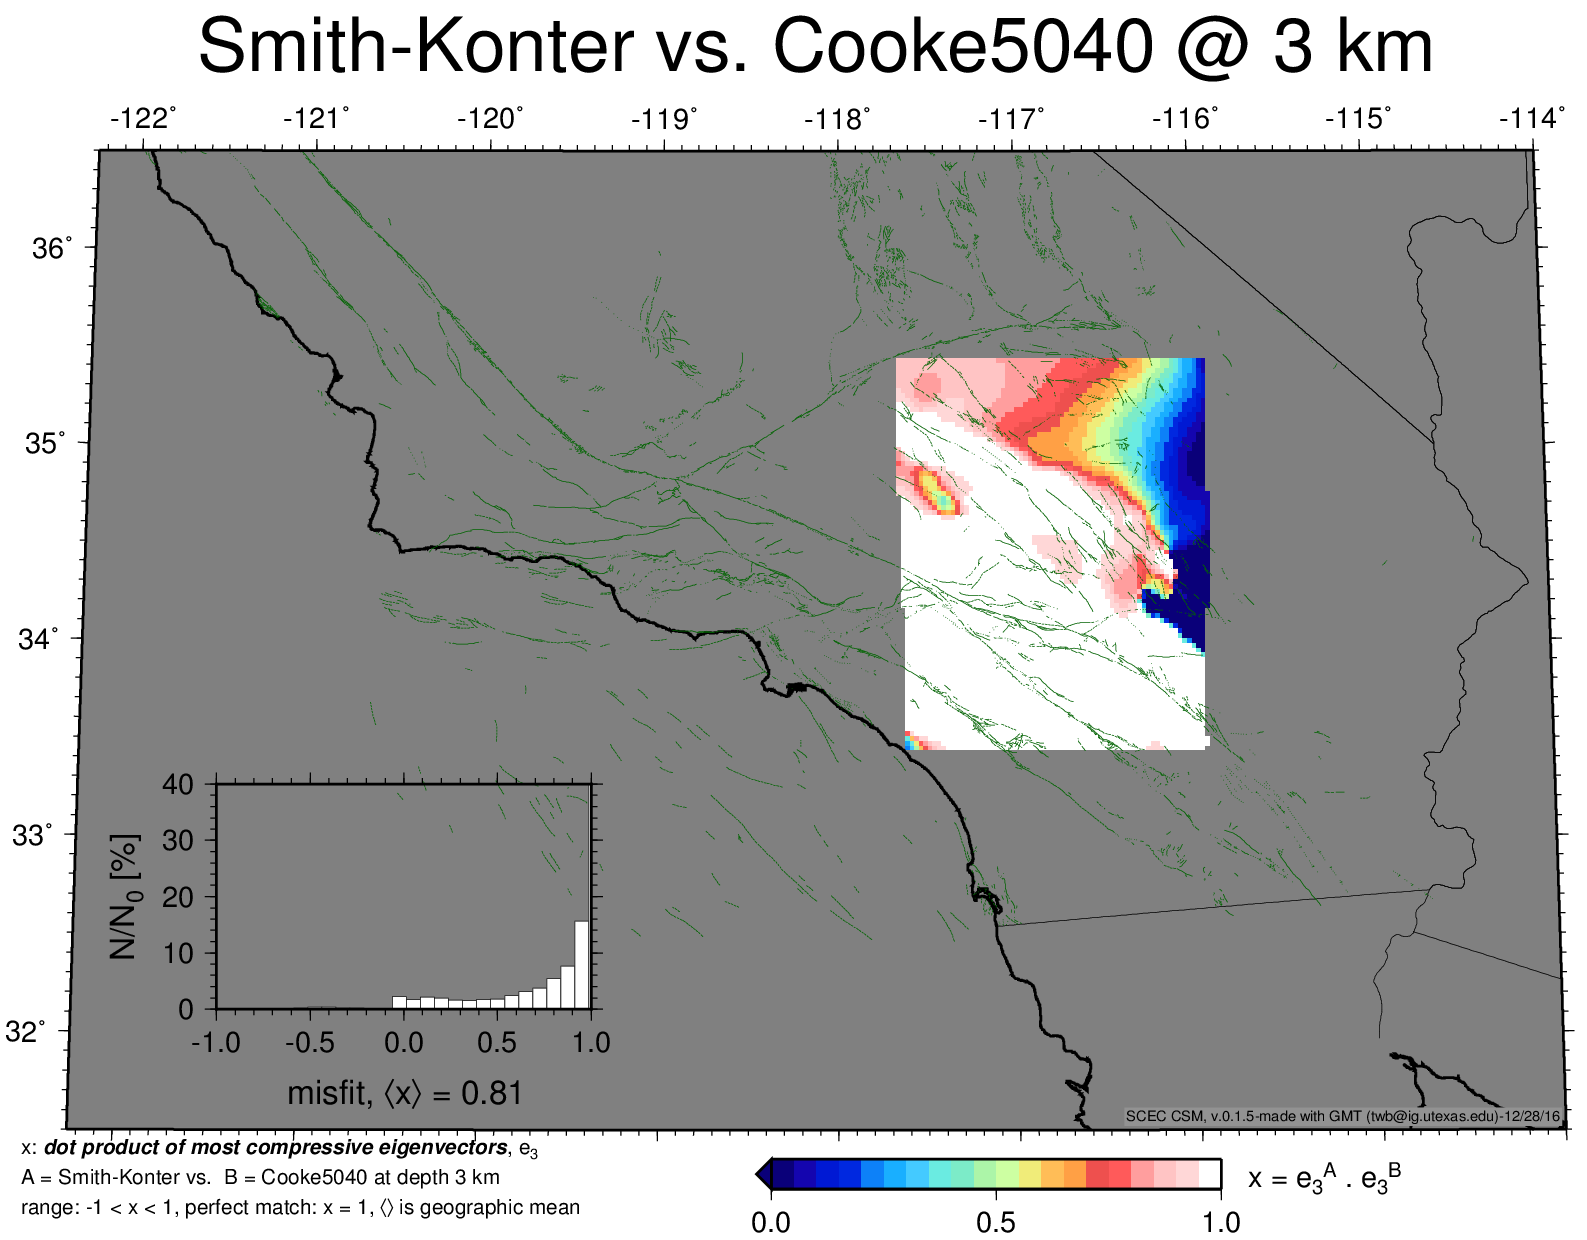 Smith-Konter vs. Cooke5040 @ 3 km
-122˚ -121˚ -120˚ -119˚ -118˚ -117˚ -116˚ -115˚ -114˚
36˚
35˚
34˚
33˚
32˚
40
30
20
10
0
N/N0 [%]
-1.0 -0.5 0.0 0.5 1.0
misfit, ⟨x⟩ = 0.81
SCEC CSM, v.0.1.5-made with GMT (twb@ig.utexas.edu)-12/28/16
x: dot product of most compressive eigenvectors, e3
A = Smith-Konter vs. B = Cooke5040 at depth 3 km
range: -1 < x < 1, perfect match: x = 1, ⟨⟩ is geographic mean
x = e3A . e3B
0.0 0.5 1.0